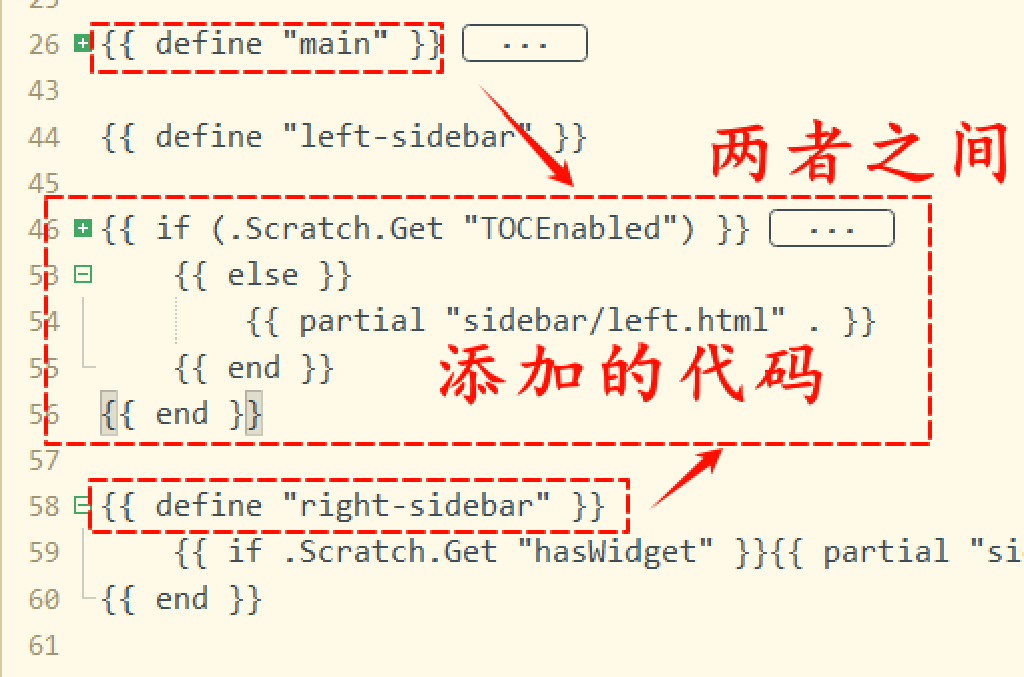 25
26 {{ define "main" }} ...
43
44 {{ define "left-sidebar" }}
两者之间
45
46 {{ if (.Scratch.Get "TOCEnabled") }} ...
53 {{ else }}
54 {{ partial "sidebar/left.html" . }}
55 {{ end }}
添加的代码
56 {{ end }}
57
58 {{ define "right-sidebar" }}
59 {{ if .Scratch.Get "hasWidget" }}{{ partial "si
60 {{ end }}
61